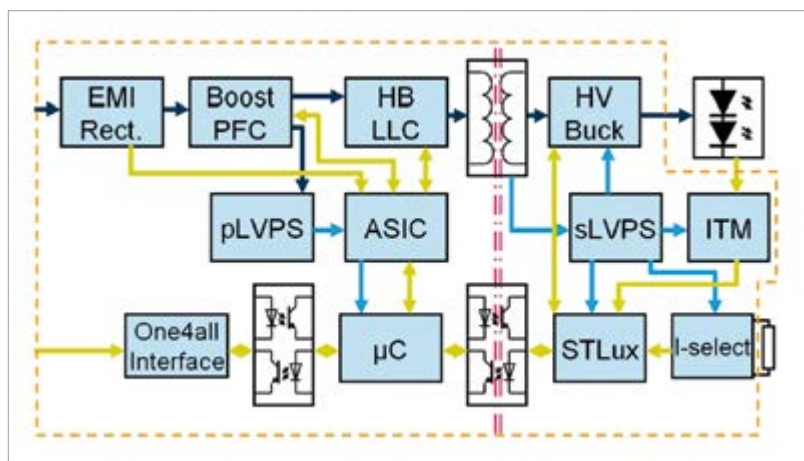 EMI
Rect.
Boost
PFC
HB
LLC
HV
Buck
pLVPS
ASIC
sLVPS
ITM
One4all
Interface
µC
STLux
I-select